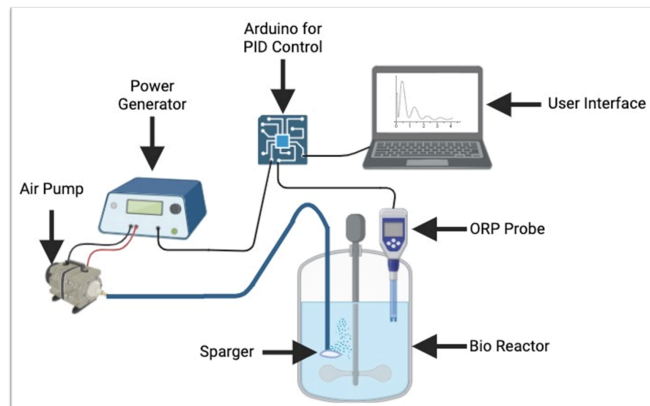 Arduino for
PID Control
Power
Generator
User Interface
Air Pump
ORP Probe
Sparger
Bio Reactor